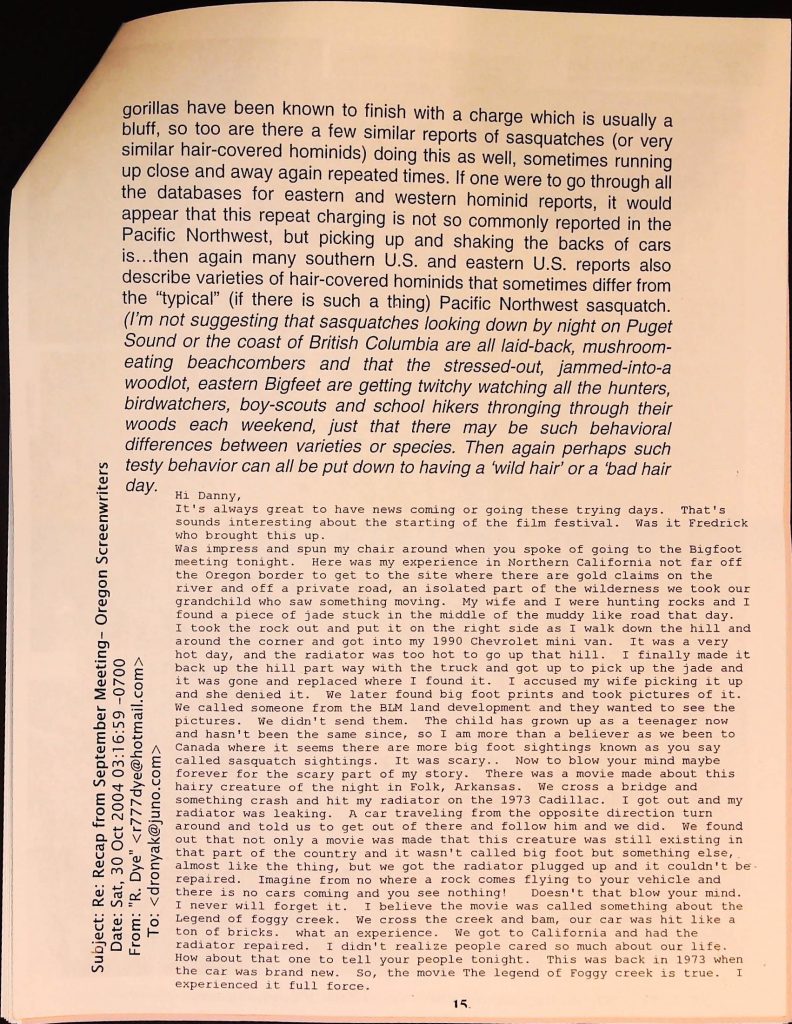 gorillas have been known to finish with a charge which is usually a
bluff, so too are there a few similar reports of sasquatches (or very
similar hair-covered hominids) doing this as well, sometimes running
up close and away again repeated times. If one were to go through all
the databases for eastern and western hominid reports, it would
appear that this repeat charging is not so commonly reported in the
Pacific Northwest, but picking up and shaking the backs of cars
is...then again many southern U.S. and eastern U.S. reports also
describe varieties of hair-covered hominids that sometimes differ from
the “typical” (if there is such a thing) Pacific Northwest sasquatch.
(I’m not suggesting that sasquatches looking down by night on Puget
Sound or the coast of British Columbia are all laid-back, mushroom-
eating beachcombers and that the stressed-out, jammed-into-a
woodlot, eastern Bigfeet are getting twitchy watching all the hunters,
birdwatchers, boy-scouts and school hikers thronging through their
woods each weekend, just that there may be such behavioral
differences between varieties or species. Then again perhaps such
testy behavior can all be put down to having a ‘wild hair’ or a ‘bad hair
day.
Subject: Re: Recap from September Meeting- Oregon Screenwriters
Date: Sat, 30 Oct 2004 03:16:59 -0700
From: "R. Dye" <r777dye@hotmail.com>
To: <dronyak@juno.com>
Hi Danny,
It's always great to have news coming or going these trying days.  That's
sounds interesting about the starting of the film festival.  Was it Fredrick
who brought this up.
Was impress and spun my chair around when you spoke of going to the Bigfoot
meeting tonight.  Here was my experience in Northern California not far off
the Oregon border to get to the site where there are gold claims on the
river and off a private road, an isolated part of the wilderness we took our
grandchild who saw something moving.  My wife and I were hunting rocks and I
found a piece of jade stuck in the middle of the muddy like road that day.
I took the rock out and put it on the right side as I walk down the hill and
around the corner and got into my 1990 Chevrolet mini van.  It was a very
hot day, and the radiator was too hot to go up that hill.  I finally made it
back up the hill part way with the truck and got up to pick up the jade and
it was gone and replaced where I found it.  I accused my wife picking it up
and she denied it.  We later found big foot prints and took pictures of it.
We called someone from the BLM land development and they wanted to see the
pictures.  We didn't send them.  The child has grown up as a teenager now
and hasn't been the same since, so I am more than a believer as we been to
Canada where it seems there are more big foot sightings known as you say
called sasquatch sightings.  It was scary..  Now to blow your mind maybe
forever for the scary part of my story.  There was a movie made about this
hairy creature of the night in Folk, Arkansas.  We cross a bridge and
something crash and hit my radiator on the 1973 Cadillac.  I got out and my
radiator was leaking.  A car traveling from the opposite direction turn
around and told us to get out of there and follow him and we did.  We found
out that not only a movie was made that this creature was still existing in
that part of the country and it wasn't called big foot but something else,
almost like the thing, but we got the radiator plugged up and it couldn't be
repaired.  Imagine from no where a rock comes flying to your vehicle and
there is no cars coming and you see nothing!  Doesn't that blow your mind.
I never will forget it.  I believe the movie was called something about the
Legend of foggy creek.  We cross the creek and bam, our car was hit like a
ton of bricks.  what an experience.  We got to California and had the
radiator repaired.  I didn't realize people cared so much about our life.
How about that one to tell your people tonight.  This was back in 1973 when
the car was brand new.  So, the movie The legend of Foggy creek is true.  I
experienced it full force.
15.